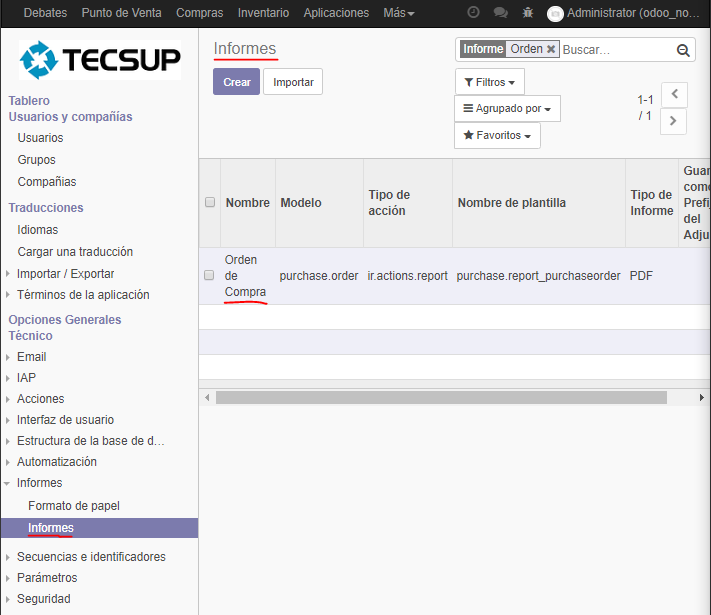 Debates Punto de Venta Compras Inventario Aplicaciones Más Administrator (odoo_no...
TECSUP
Tablero
Usuarios y compañías
Usuarios
Grupos
Compañias
Traducciones
Idiomas
Cargar una traducción
Importar / Exportar
Términos de la aplicación
Opciones Generales
Técnico
Email
IAP
Acciones
Interfaz de usuario
Estructura de la base de d...
Automatización
Informes
Formato de papel
Informes
Secuencias e identificadores
Parámetros
Seguridad
Informes
Crear Importar
Informe Orden Buscar...
Filtros
Agrupado por
Favoritos
1-1
/ 1
Nombre
Modelo
Tipo de
acción
Nombre de plantilla
Tipo de
Informe
Guar
como
Prefij
del
Adju
Orden
de
Compra
purchase.order
ir.actions.report
purchase.report_purchaseorder
PDF